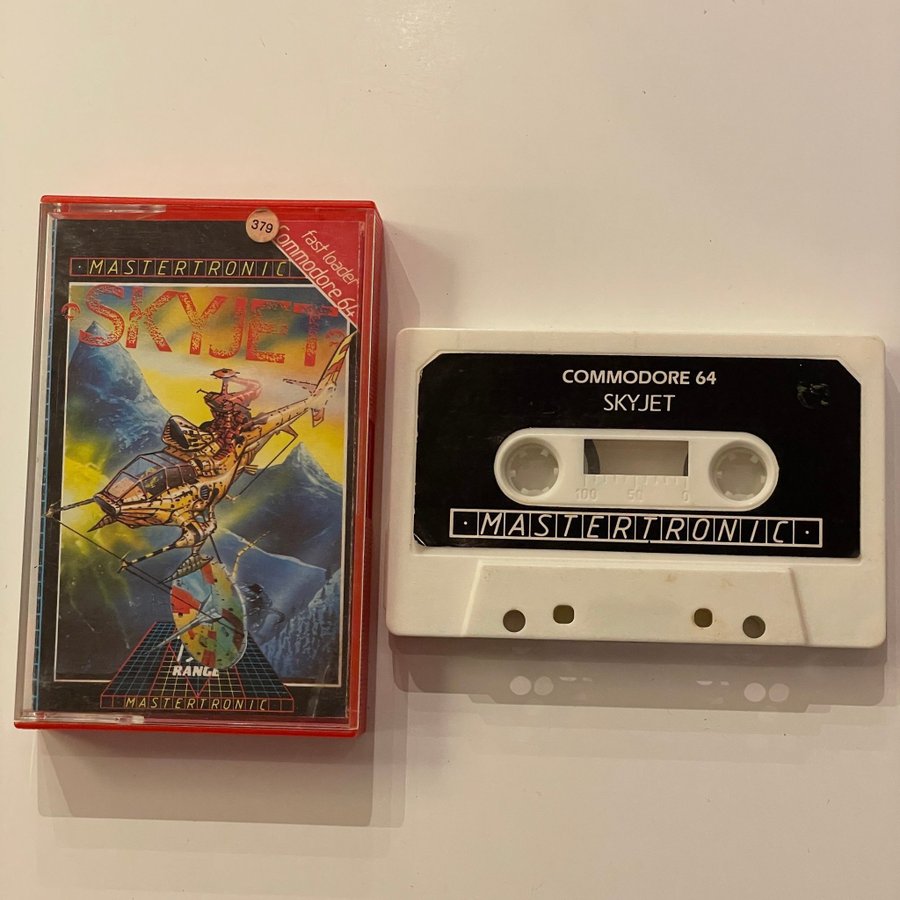 379
fast loader
Commodore 64
· MASTERTRONIC
SKYJET
RANGE
· MASTERTRONIC ·
COMMODORE 64
SKYJET
100 50 0
· MASTERTRONIC ·